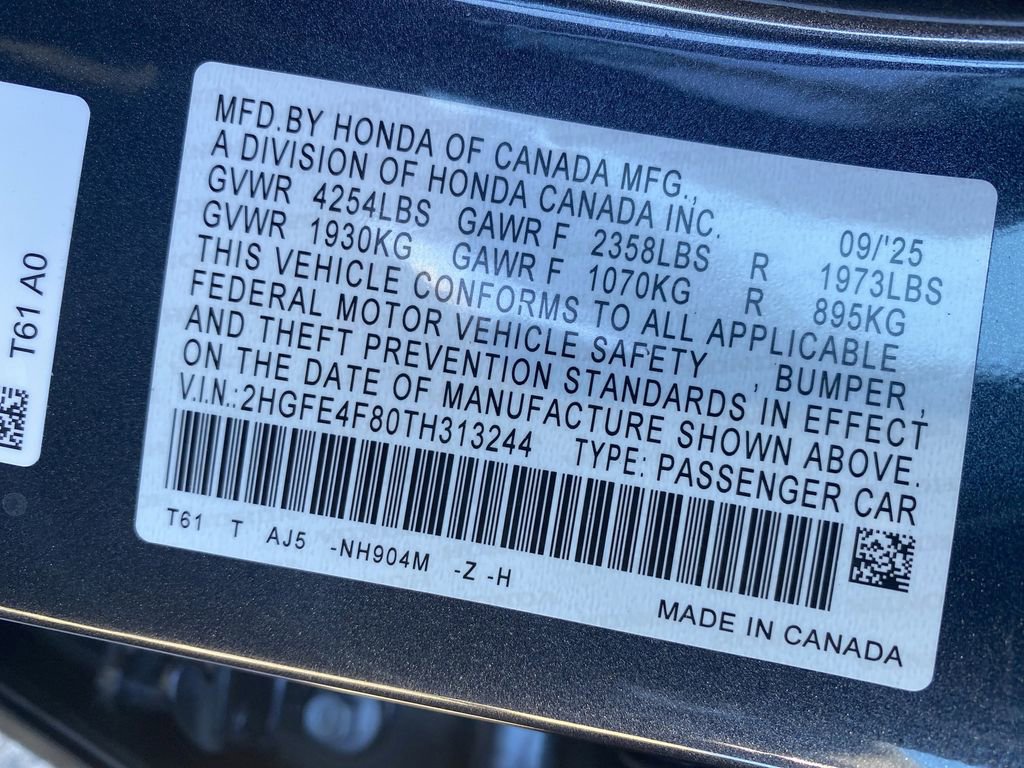 T61 A0
MFD.BY HONDA OF CANADA MFG.,
A DIVISION OF HONDA CANADA INC. 09/'25
GVWR 4254LBS GAWR F 2358LBS R 1973LBS
GVWR 1930KG GAWR F 1070KG R 895KG
THIS VEHICLE CONFORMS TO ALL APPLICABLE
FEDERAL MOTOR VEHICLE SAFETY , BUMPER ,
AND THEFT PREVENTION STANDARDS IN EFFECT
ON THE DATE OF MANUFACTURE SHOWN ABOVE.
V.I.N.:2HGFE4F80TH313244 TYPE: PASSENGER CAR
T61 T AJ5 -NH904M -Z -H
MADE IN CANADA